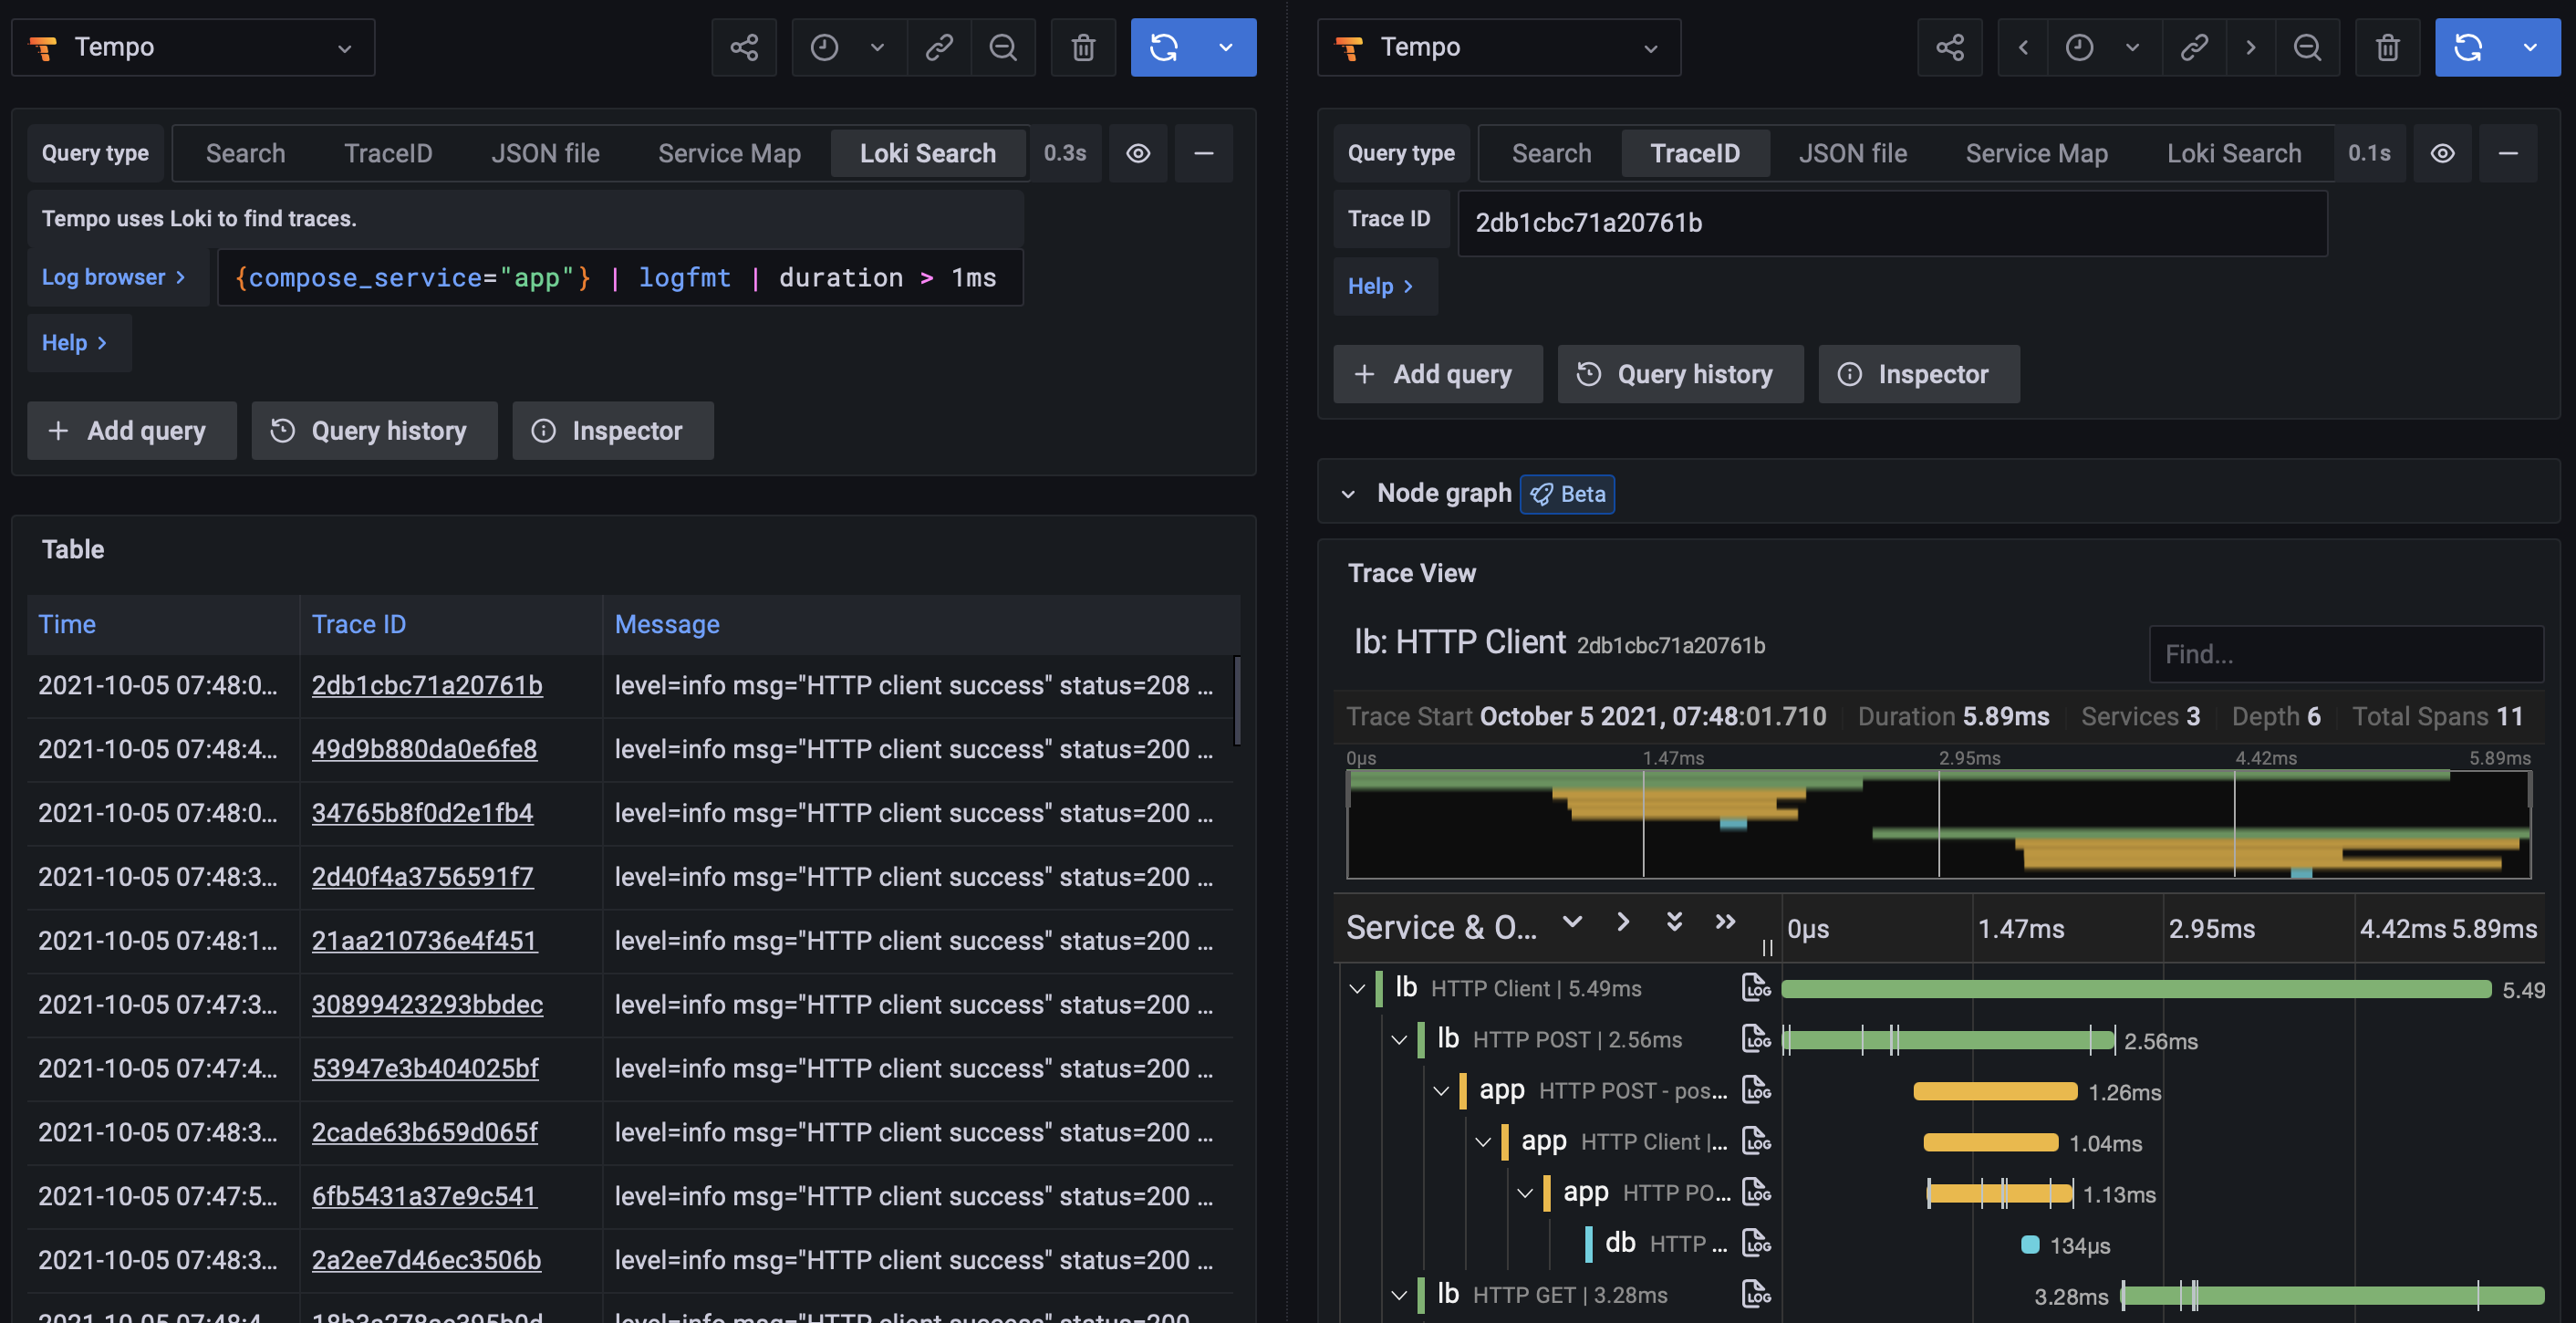 Tempo
Query type Search TraceID JSON file Service Map Loki Search 0.3s
Tempo uses Loki to find traces.
Log browser > {compose_service="app"} | logfmt | duration > 1ms
Help >
+ Add query Query history Inspector
Table
Time Trace ID Message
2021-10-05 07:48:0... 2db1cbc71a20761b level=info msg="HTTP client success" status=208 ...
2021-10-05 07:48:4... 49d9b880da0e6fe8 level=info msg="HTTP client success" status=200 ...
2021-10-05 07:48:0... 34765b8f0d2e1fb4 level=info msg="HTTP client success" status=200 ...
2021-10-05 07:48:3... 2d40f4a3756591f7 level=info msg="HTTP client success" status=200 ...
2021-10-05 07:48:1... 21aa210736e4f451 level=info msg="HTTP client success" status=200 ...
2021-10-05 07:47:3... 30899423293bbdec level=info msg="HTTP client success" status=200 ...
2021-10-05 07:47:4... 53947e3b404025bf level=info msg="HTTP client success" status=200 ...
2021-10-05 07:48:3... 2cade63b659d065f level=info msg="HTTP client success" status=200 ...
2021-10-05 07:47:5... 6fb5431a37e9c541 level=info msg="HTTP client success" status=200 ...
2021-10-05 07:48:3... 2a2ee7d46ec3506b level=info msg="HTTP client success" status=200 ...
Tempo
Query type Search TraceID JSON file Service Map Loki Search 0.1s
Trace ID 2db1cbc71a20761b
Help >
+ Add query Query history Inspector
Node graph Beta
Trace View
lb: HTTP Client 2db1cbc71a20761b Find...
Trace Start October 5 2021, 07:48:01.710 Duration 5.89ms Services 3 Depth 6 Total Spans 11
0μs 1.47ms 2.95ms 4.42ms 5.89ms
Service & O... 0μs 1.47ms 2.95ms 4.42ms 5.89ms
lb HTTP Client | 5.49ms LOG 5.49
lb HTTP POST | 2.56ms LOG 2.56ms
app HTTP POST - pos... LOG 1.26ms
app HTTP Client |... LOG 1.04ms
app HTTP PO... LOG 1.13ms
db HTTP ... LOG 134μs
lb HTTP GET | 3.28ms LOG 3.28ms